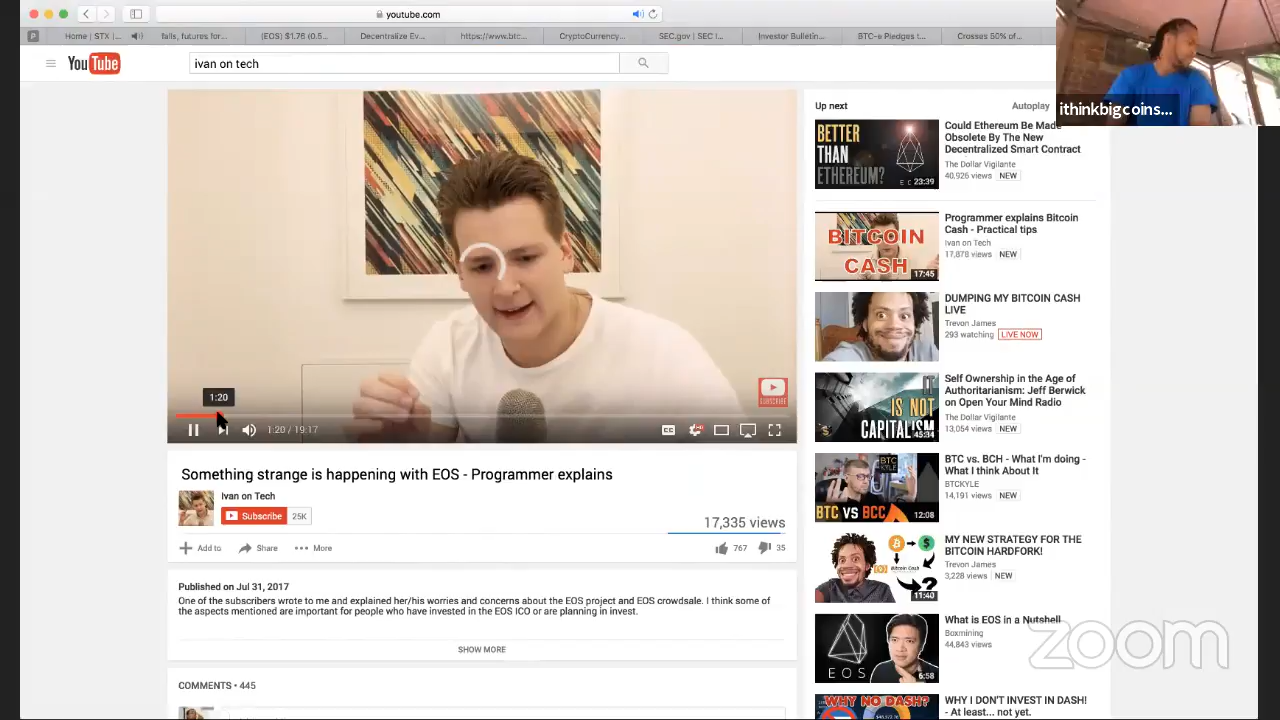 youtube.com
P
Home | STX |...
falls, futures for...
(EOS) $1.76 (0.5...
Decentralize Ev...
https://www.btc...
CryptoCurrency...
SEC.gov | SEC I...
Investor Bulletin...
BTC-e Pledges t...
Crosses 50% of...
YouTube
ivan on tech
ithinkbigcoins...
1:20
SUBSCRIBE
1:20 / 19:17
CC
HD
Something strange is happening with EOS - Programmer explains
Ivan on Tech
Subscribe 25K
17,335 views
Add to
Share
More
767
35
Published on Jul 31, 2017
One of the subscribers wrote to me and explained her/his worries and concerns about the EOS project and EOS crowdsale. I think some of
the aspects mentioned are important for people who have invested in the EOS ICO or are planning in invest.
SHOW MORE
COMMENTS • 445
Up next
Autoplay
BETTER
THAN
ETHEREUM?
23:39
Could Ethereum Be Made
Obsolete By The New
Decentralized Smart Contract
The Dollar Vigilante
40,926 views NEW
BITCOIN
CASH
17:45
Programmer explains Bitcoin
Cash - Practical tips
Ivan on Tech
17,878 views NEW
DUMPING MY BITCOIN CASH
LIVE
Trevon James
293 watching LIVE NOW
IT
IS NOT
CAPITALISM
45:34
Self Ownership in the Age of
Authoritarianism: Jeff Berwick
on Open Your Mind Radio
The Dollar Vigilante
13,054 views NEW
BTC
KYLE
BTC VS BCC
12:08
BTC vs. BCH - What I'm doing -
What I think About It
BTCKYLE
14,191 views NEW
Bitcoin Cash
?
11:40
MY NEW STRATEGY FOR THE
BITCOIN HARDFORK!
Trevon James
3,228 views NEW
EOS
6:58
What is EOS in a Nutshell
Boxmining
44,843 views
WHY NO DASH?
WHY I DON'T INVEST IN DASH!
- At least... not yet.
zoom